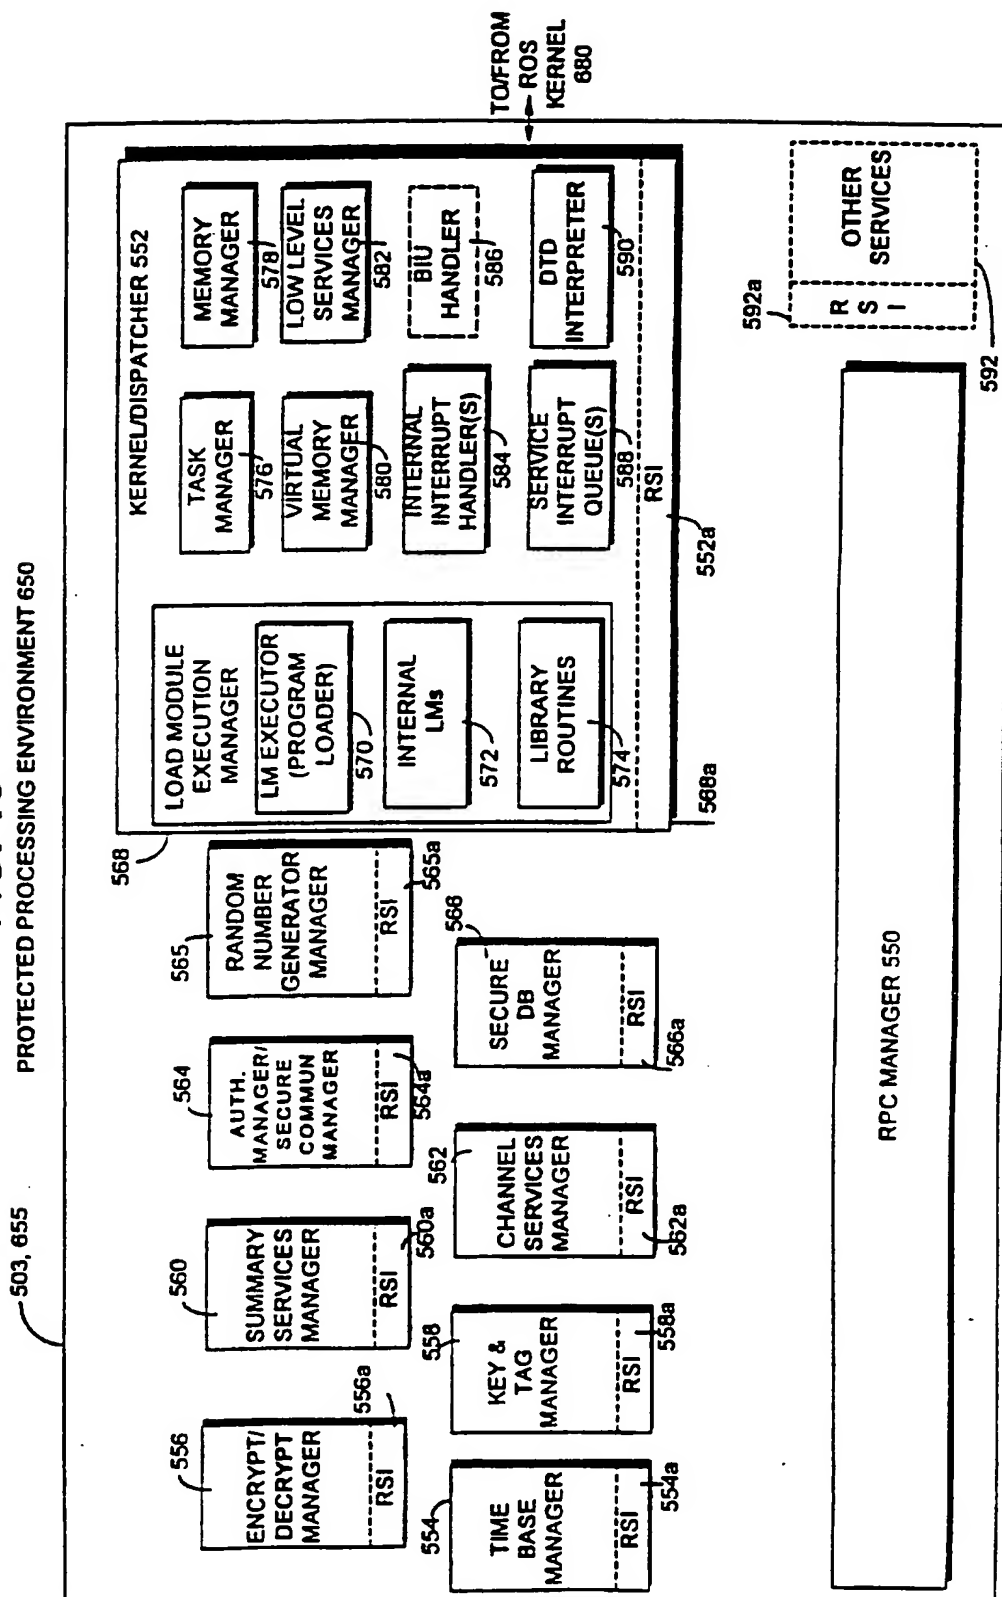 PROTECTED PROCESSING ENVIRONMENT 650
503, 655
KERNEL/DISPATCHER 552
568
LOAD MODULE
EXECUTION
MANAGER
LM EXECUTOR
(PROGRAM
LOADER)
570
INTERNAL
LMs
572
LIBRARY
ROUTINES
574
568a
TASK
MANAGER
576
MEMORY
MANAGER
578
VIRTUAL
MEMORY
MANAGER
580
LOW LEVEL
SERVICES
MANAGER
582
INTERNAL
INTERRUPT
HANDLER(S)
584
BIU
HANDLER
586
SERVICE
INTERRUPT
QUEUE(S)
588
DTD
INTERPRETER
590
RSI
552a
TO/FROM
ROS
KERNEL
680
556
ENCRYPT/
DECRYPT
MANAGER
RSI
556a
560
SUMMARY
SERVICES
MANAGER
RSI
560a
564
AUTH.
MANAGER/
SECURE
COMMUN
MANAGER
RSI
564a
565
RANDOM
NUMBER
GENERATOR
MANAGER
RSI
565a
554
TIME
BASE
MANAGER
RSI
554a
558
KEY &
TAG
MANAGER
RSI
558a
562
CHANNEL
SERVICES
MANAGER
RSI
562a
566
SECURE
DB
MANAGER
RSI
566a
592a
R
S
I
OTHER
SERVICES
592
RPC MANAGER 550